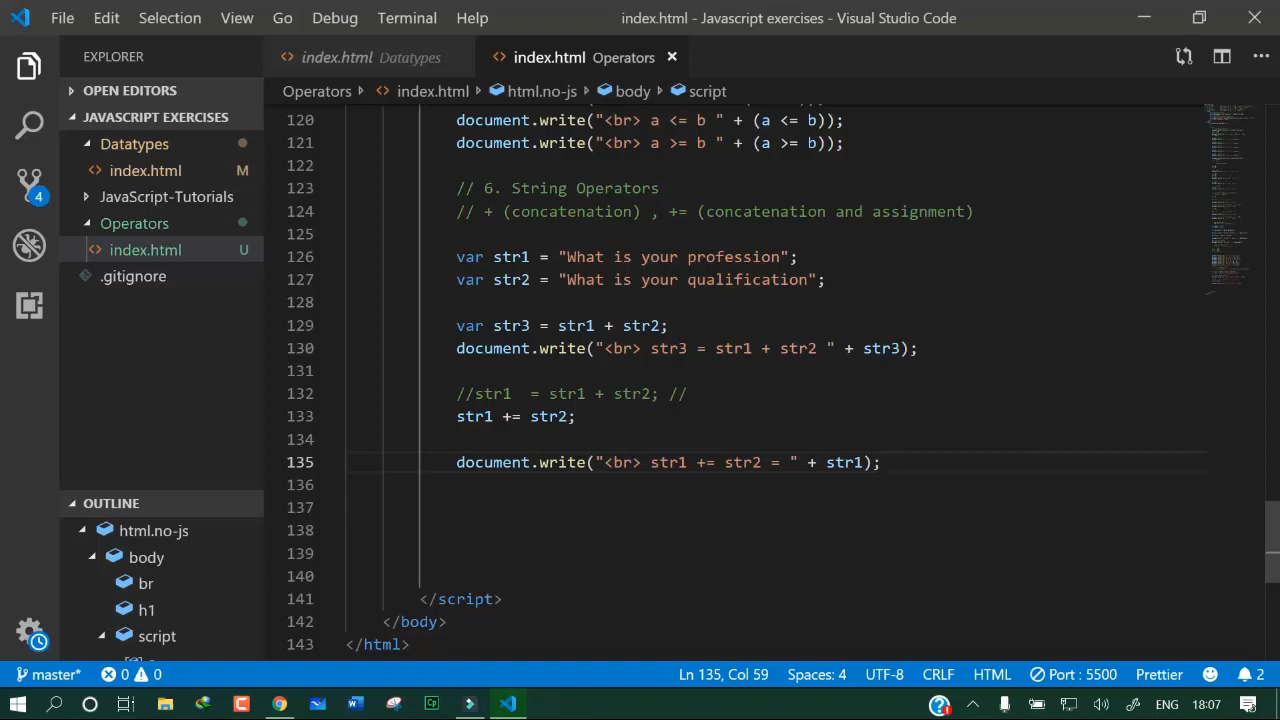 File Edit Selection View Go Debug Terminal Help index.html - Javascript exercises - Visual Studio Code
EXPLORER
index.html Datatypes
index.html Operators
OPEN EDITORS
Operators index.html html.no-js body script
JAVASCRIPT EXERCISES
Datatypes
index.html M
JavaScript-Tutorials
Operators
index.html U
.gitignore
4
OUTLINE
html.no-js
body
br
h1
script
120 document.write("<br> a <= b " + (a <= b));
121 document.write("<br> a >= b " + (a <= b));
122
123 // 6. String Operators
124 // + (concatenation) , += (concatenation and assignment)
125
126 var str1 = "What is your profession";
127 var str2 = "What is your qualification";
128
129 var str3 = str1 + str2;
130 document.write("<br> str3 = str1 + str2 " + str3);
131
132 //str1  = str1 + str2; //
133 str1 += str2;
134
135 document.write("<br> str1 += str2 = " + str1);
136
137
138
139
140
141 </script>
142 </body>
143 </html>
master* 0 0 Ln 135, Col 59 Spaces: 4 UTF-8 CRLF HTML Port : 5500 Prettier 2
W Cp ENG 18:07